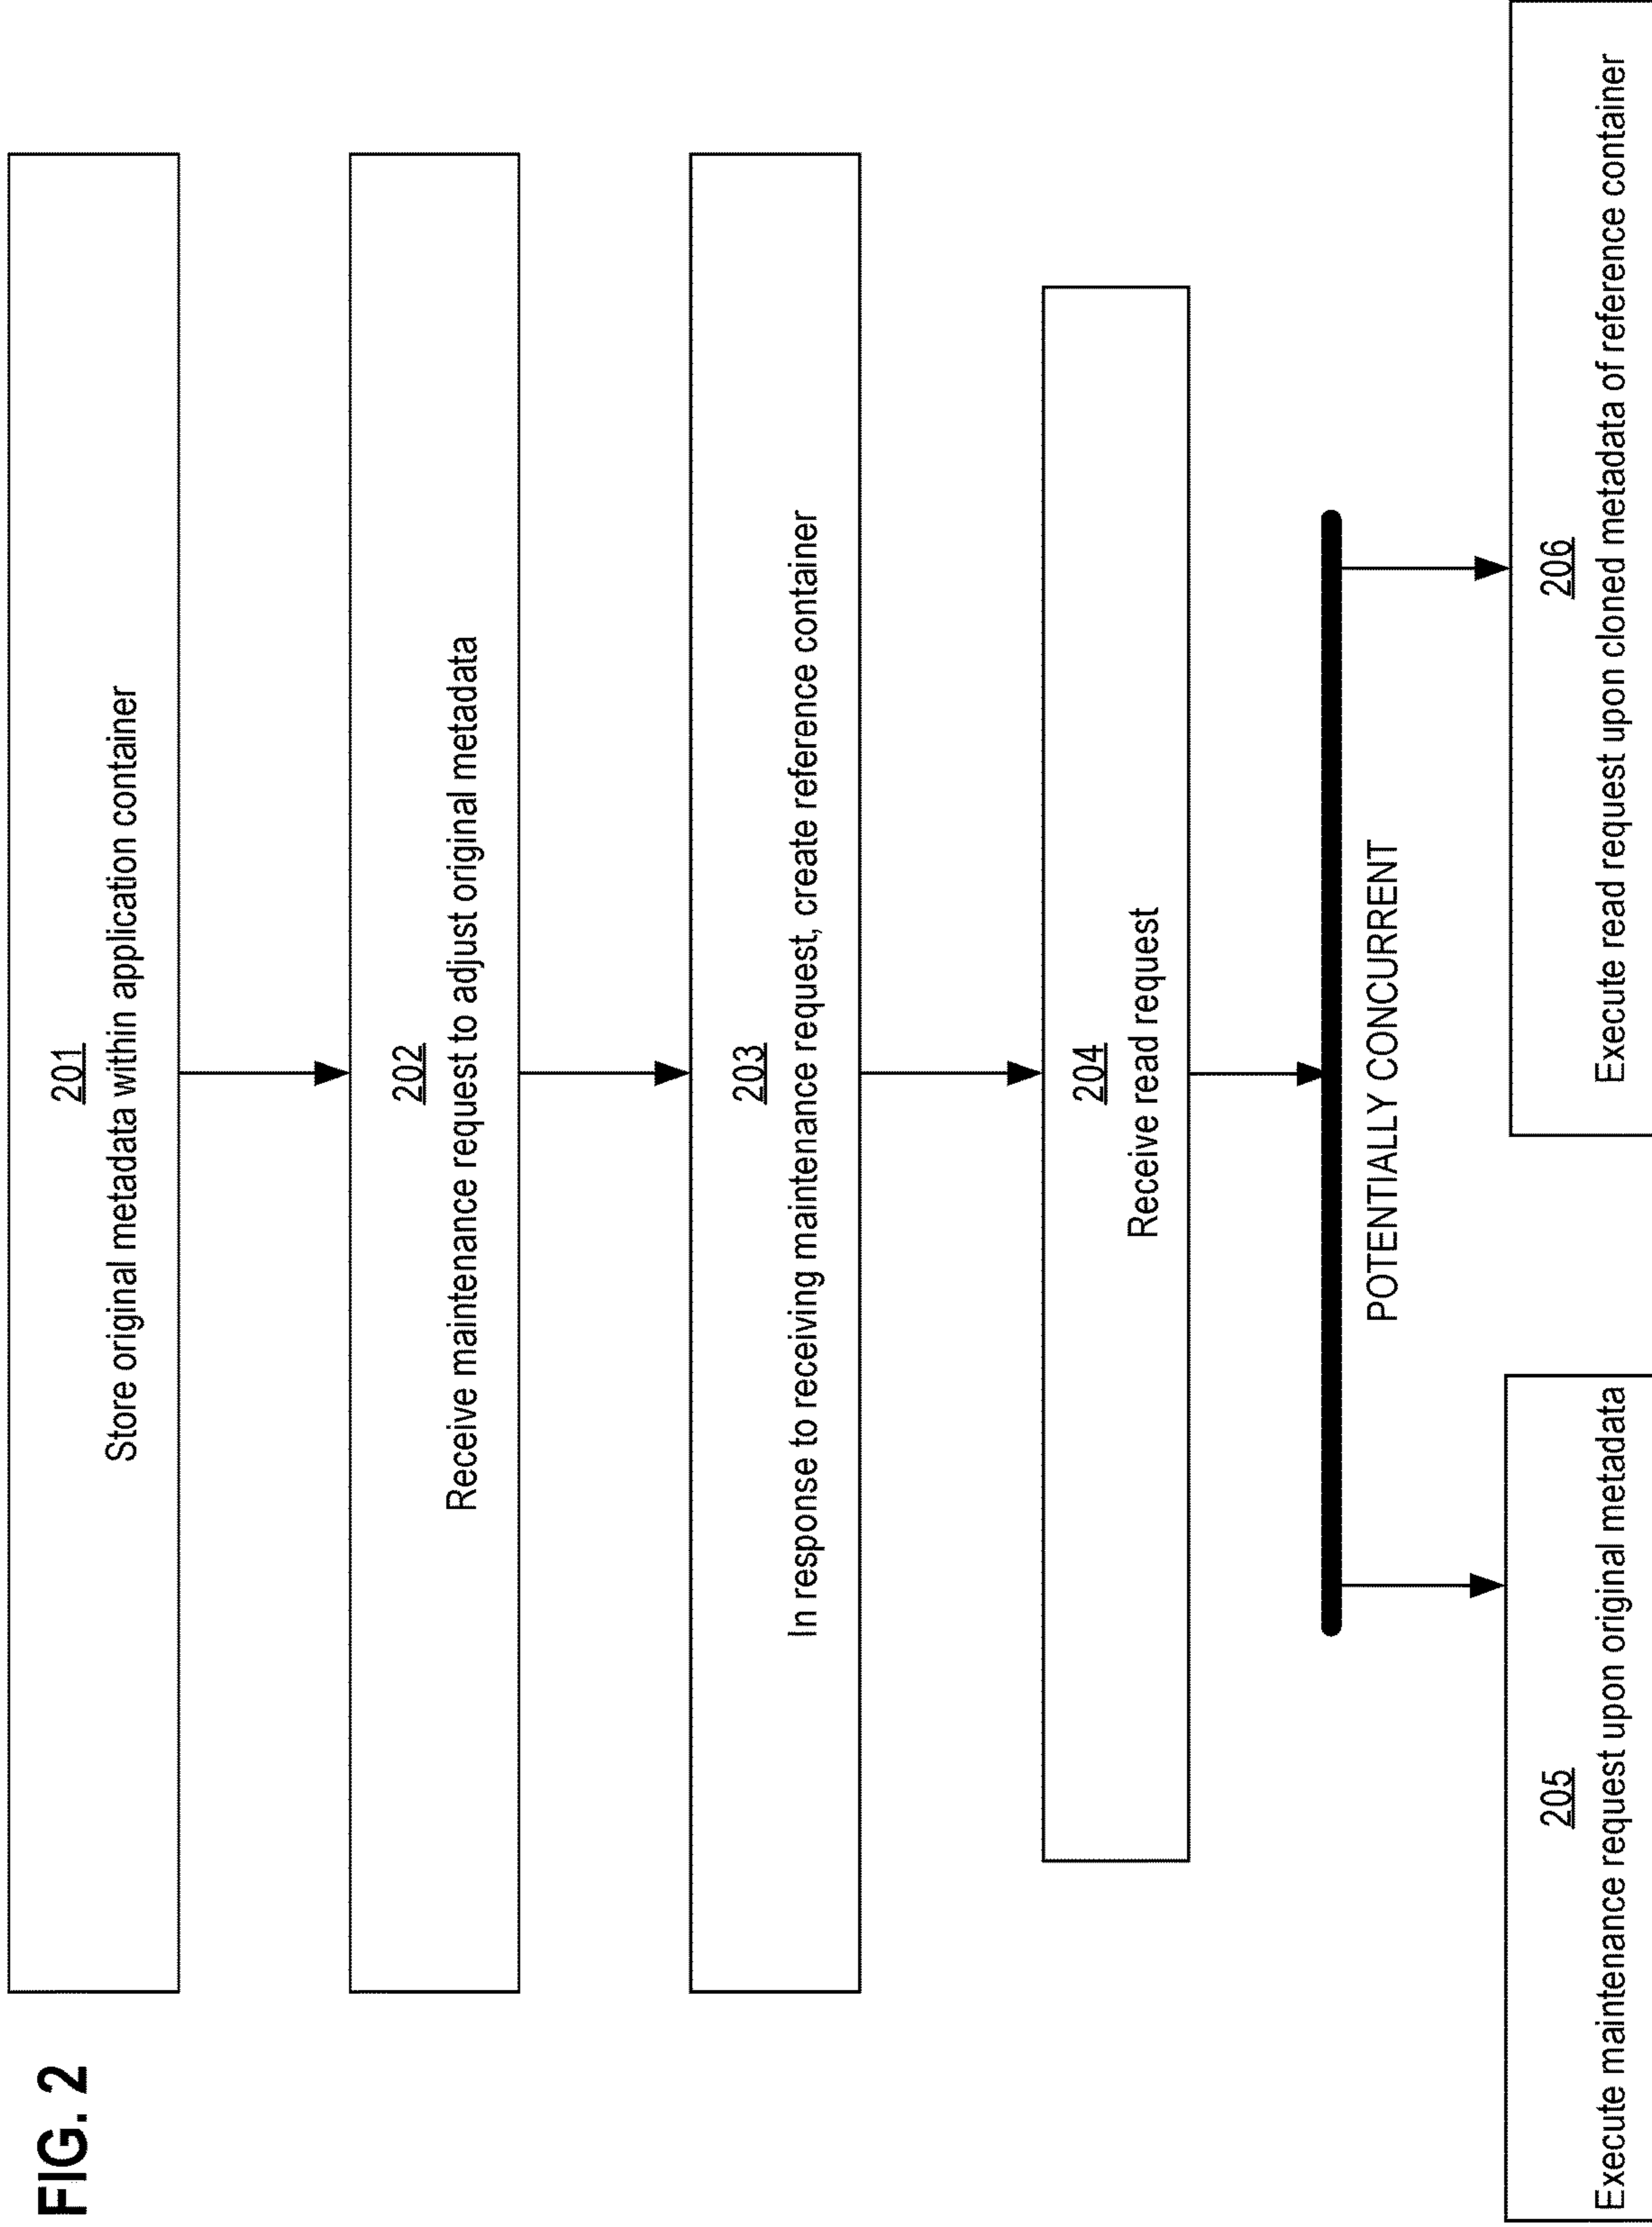 FIG. 2
201
Store original metadata within application container
202
Receive maintenance request to adjust original metadata
203
In response to receiving maintenance request, create reference container
204
Receive read request
POTENTIALLY CONCURRENT
205
Execute maintenance request upon original metadata
206
Execute read request upon cloned metadata of reference container